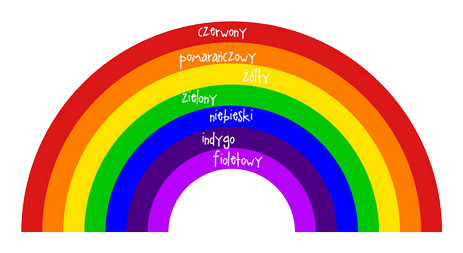 czerwony
pomarańczowy
żółty
zielony
niebieski
indygo
fioletowy